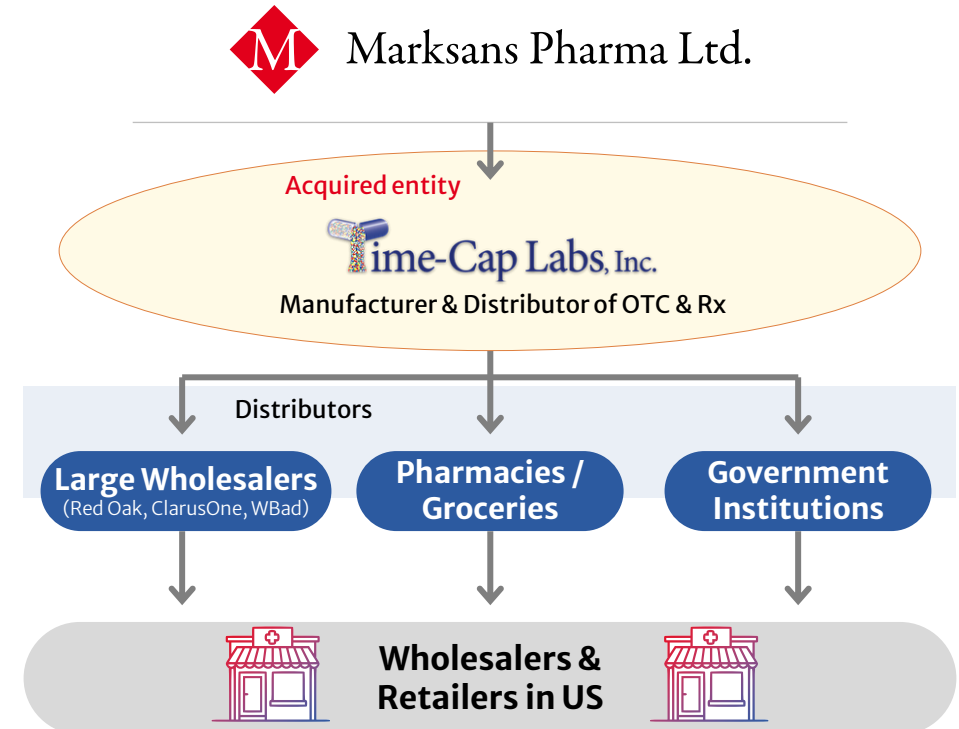 M Marksans Pharma Ltd.
Acquired entity
Time-Cap Labs, Inc.
Manufacturer & Distributor of OTC & Rx
Distributors
Large Wholesalers
(Red Oak, ClarusOne, WBad)
Pharmacies /
Groceries
Government
Institutions
Wholesalers &
Retailers in US